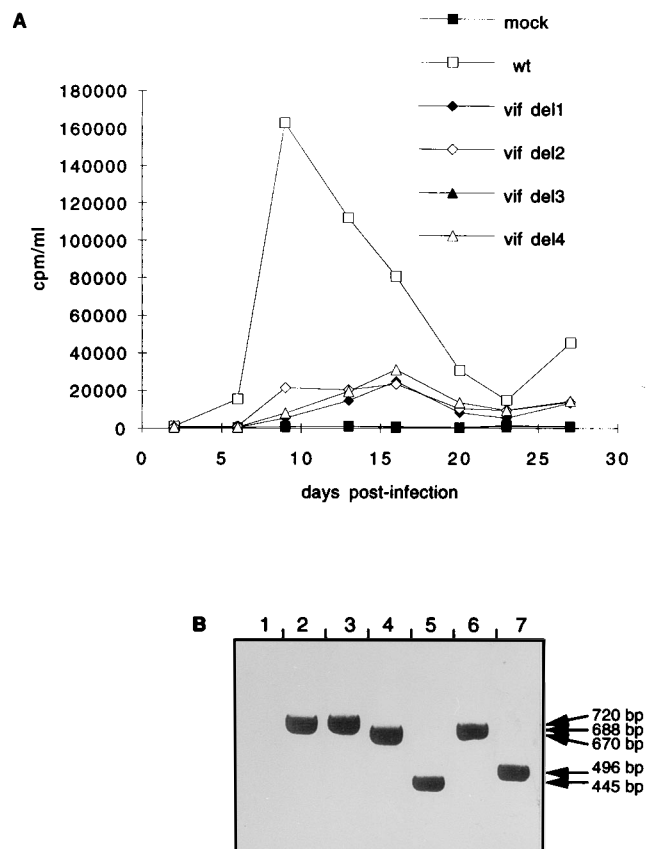 A
mock
wt
vif del1
vif del2
vif del3
vif del4
180000
160000
140000
120000
100000
80000
60000
40000
20000
0
cpm/ml
0 5 10 15 20 25 30
days post-infection
B
1 2 3 4 5 6 7
720 bp
688 bp
670 bp
496 bp
445 bp